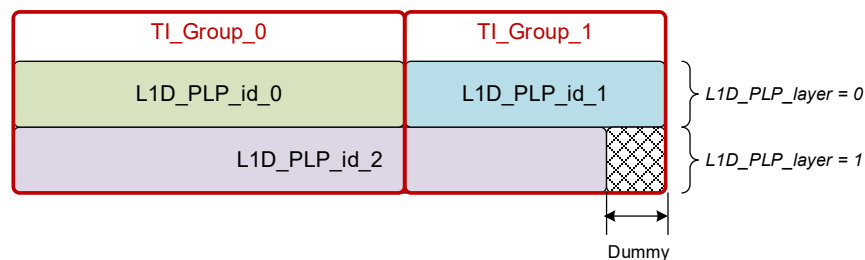 TI_Group_0
TI_Group_1
L1D_PLP_id_0
L1D_PLP_id_1
L1D_PLP_layer = 0
L1D_PLP_id_2
L1D_PLP_layer = 1
Dummy